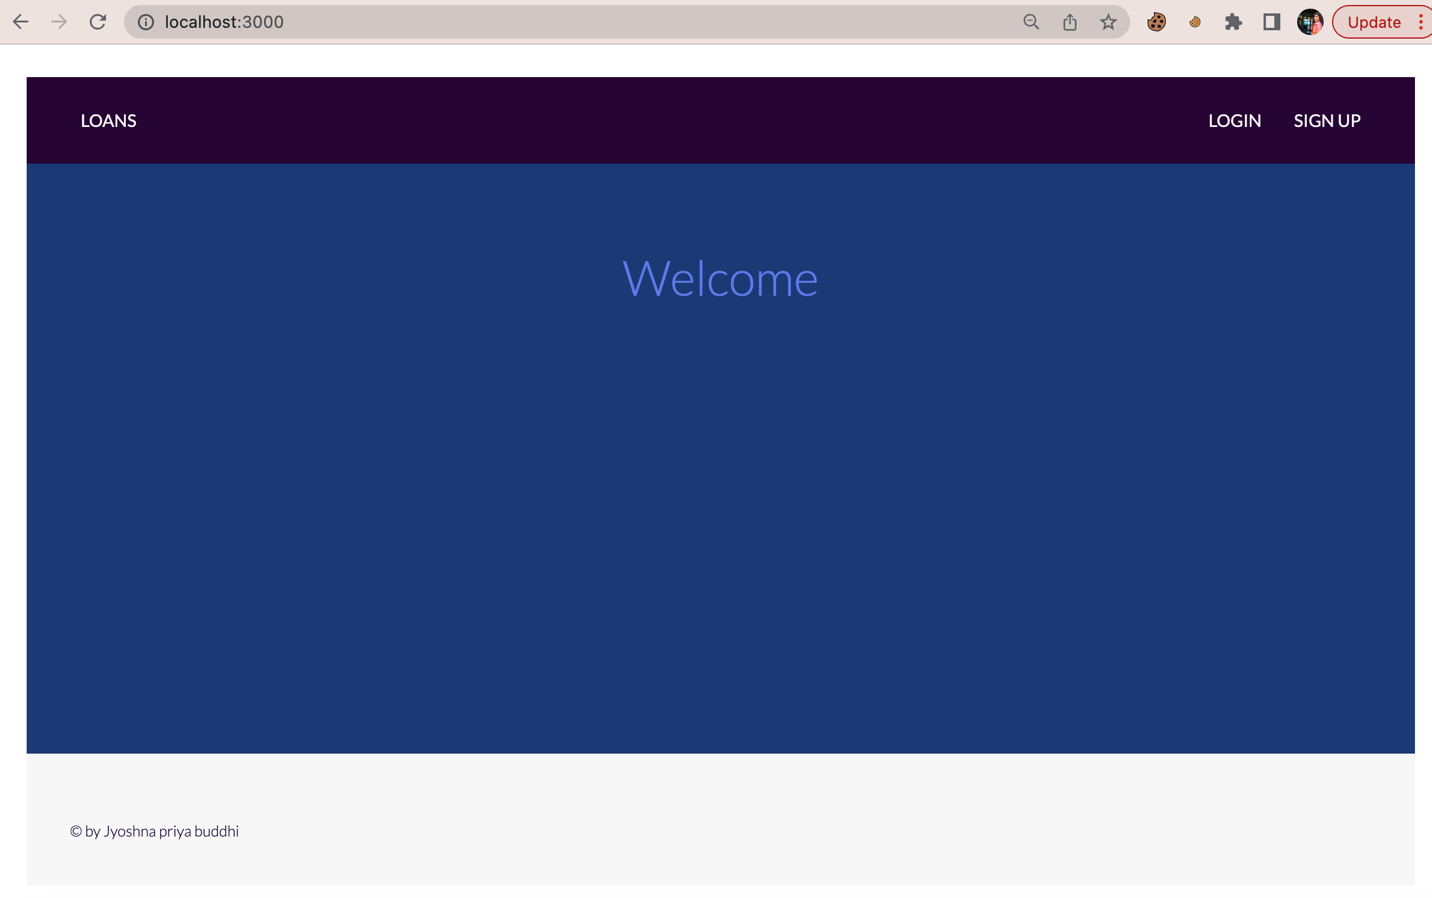 localhost:3000
Update
LOANS
LOGIN SIGN UP
Welcome
© by Jyoshna priya buddhi